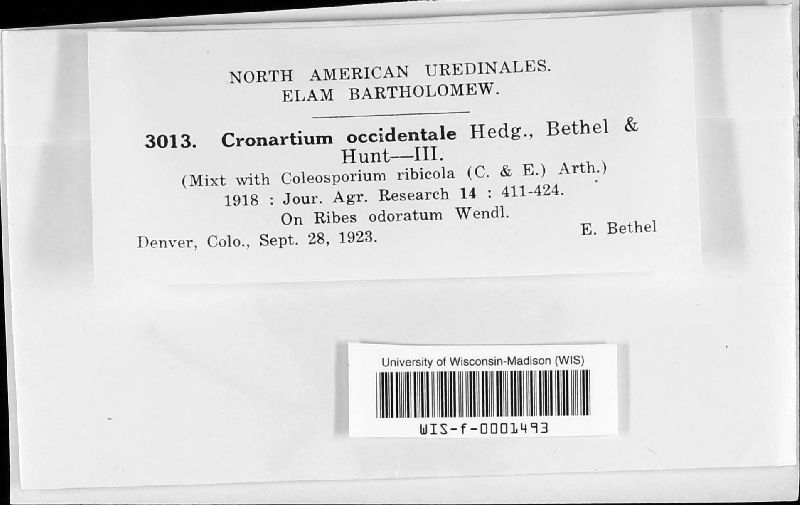 NORTH AMERICAN UREDINALES.
ELAM BARTHOLOMEW.
3013. Cronartium occidentale Hedg., Bethel &
Hunt—III.
(Mixt with Coleosporium ribicola (C. & E.) Arth.)
1918 : Jour. Agr. Research 14 : 411-424.
On Ribes odoratum Wendl.
Denver, Colo., Sept. 28, 1923. E. Bethel
University of Wisconsin-Madison (WIS)
WIS-f-0001493